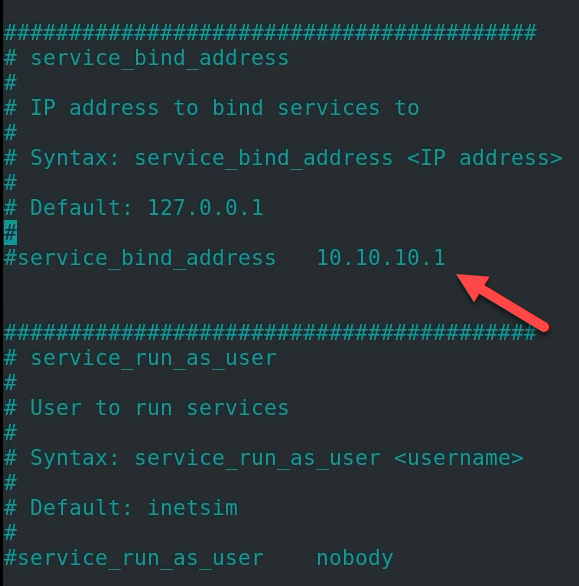 #########################################
# service_bind_address
#
# IP address to bind services to
#
# Syntax: service_bind_address <IP address>
#
# Default: 127.0.0.1
#
#service_bind_address   10.10.10.1
#########################################
# service_run_as_user
#
# User to run services
#
# Syntax: service_run_as_user <username>
#
# Default: inetsim
#
#service_run_as_user    nobody